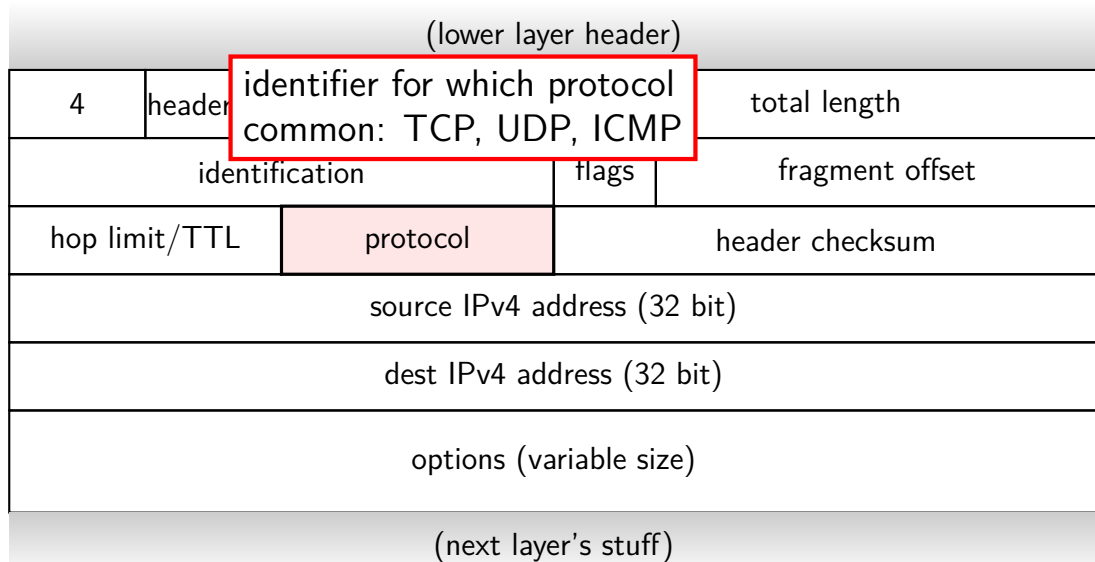 (lower layer header)
4 header total length
identifier for which protocol
common: TCP, UDP, ICMP
identification flags fragment offset
hop limit/TTL protocol header checksum
source IPv4 address (32 bit)
dest IPv4 address (32 bit)
options (variable size)
(next layer's stuff)